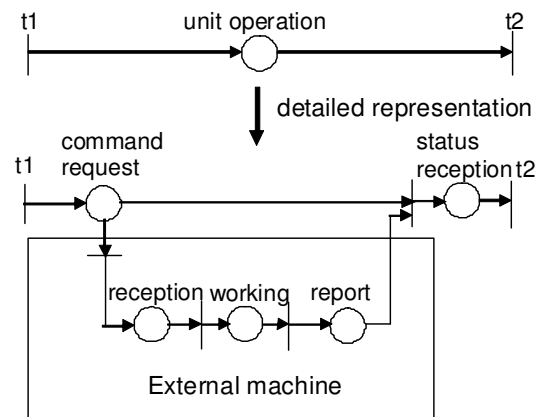 t1 unit operation t2
detailed representation
command
request
status
reception
t1 t2
reception working report
External machine